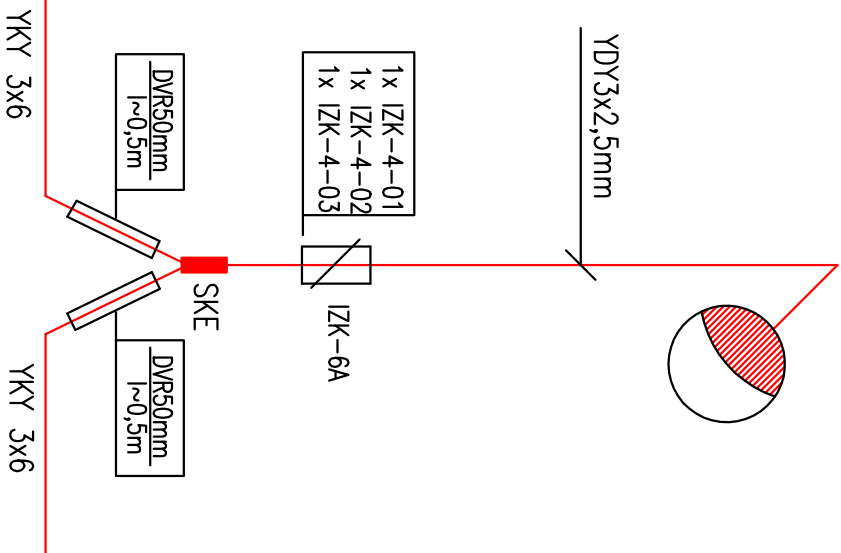 YDY3x2,5mm
1x IZK-4-01
1x IZK-4-02
1x IZK-4-03
IZK-6A
SKE
DVR50mm
l~0,5m
DVR50mm
l~0,5m
YKY 3x6
YKY 3x6